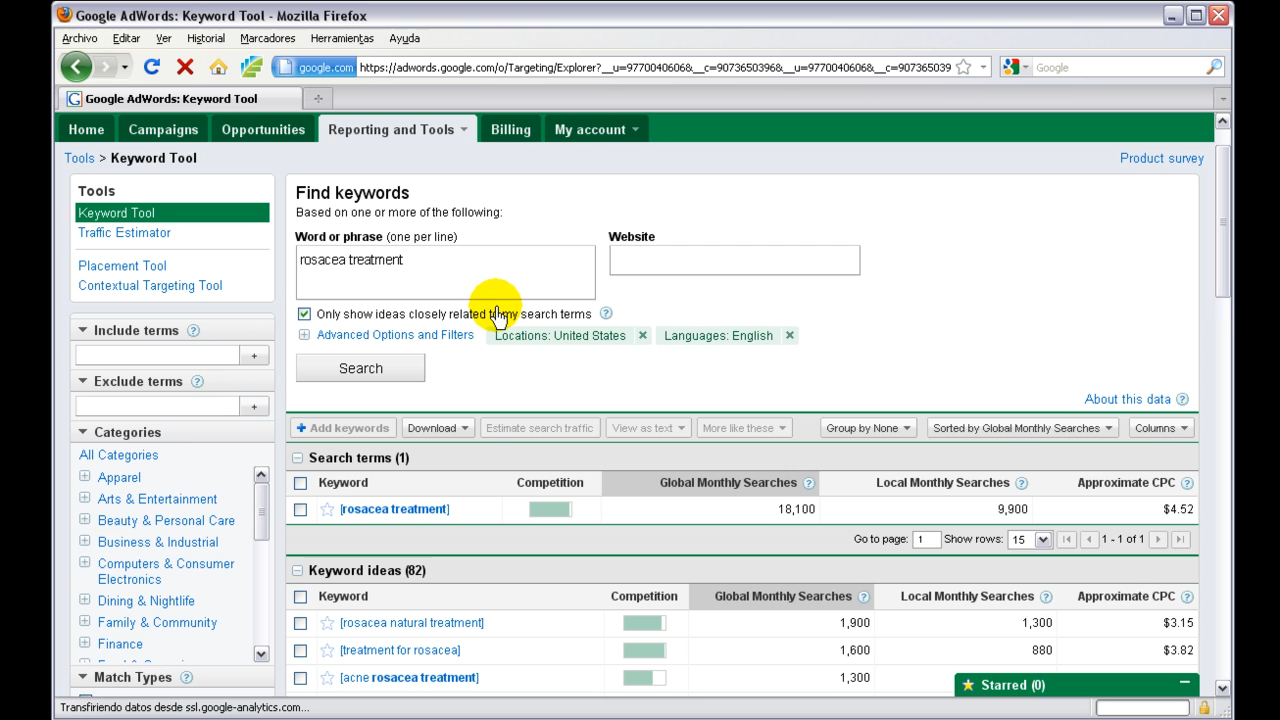 Google AdWords: Keyword Tool - Mozilla Firefox
Archivo Editar Ver Historial Marcadores Herramientas Ayuda
google.com https://adwords.google.com/o/Targeting/Explorer?__u=9770040606&__c=9073650396&__u=9770040606&__c=907365039 Google
Google AdWords: Keyword Tool
Home Campaigns Opportunities Reporting and Tools Billing My account
Tools > Keyword Tool Product survey
Tools
Keyword Tool
Traffic Estimator
Placement Tool
Contextual Targeting Tool
Include terms ?
+
Exclude terms ?
+
Categories
All Categories
Apparel
Arts & Entertainment
Beauty & Personal Care
Business & Industrial
Computers & Consumer
Electronics
Dining & Nightlife
Family & Community
Finance
Match Types ?
Find keywords
Based on one or more of the following:
Word or phrase (one per line) Website
rosacea treatment
Only show ideas closely related to my search terms ?
Advanced Options and Filters Locations: United States × Languages: English ×
Search
About this data ?
+ Add keywords Download Estimate search traffic View as text More like these Group by None Sorted by Global Monthly Searches Columns
Search terms (1)
Keyword Competition Global Monthly Searches ? Local Monthly Searches ? Approximate CPC ?
[rosacea treatment] 18,100 9,900 $4.52
Go to page: 1 Show rows: 15 1 - 1 of 1
Keyword ideas (82)
Keyword Competition Global Monthly Searches ? Local Monthly Searches ? Approximate CPC ?
[rosacea natural treatment] 1,900 1,300 $3.15
[treatment for rosacea] 1,600 880 $3.82
[acne rosacea treatment] 1,300
Starred (0)
Transfiriendo datos desde ssl.google-analytics.com...